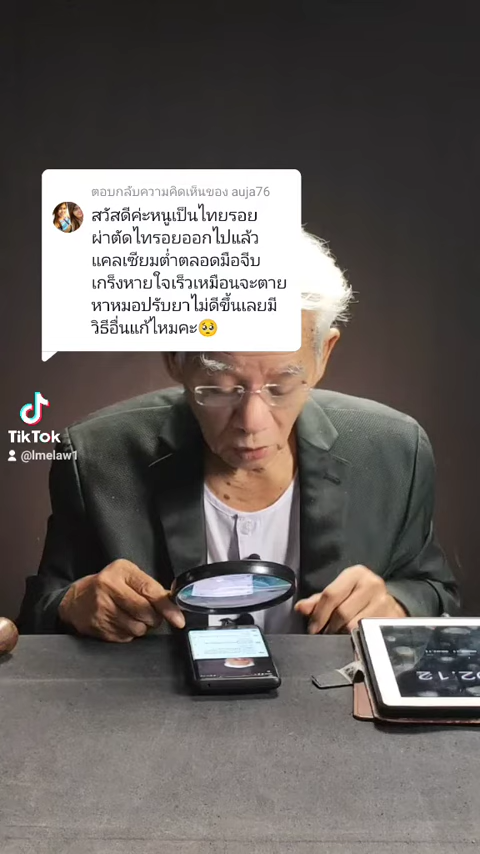 ตอบกลับความคิดเห็นของ auja76
สวัสดีค่ะหนูเป็นไทยรอย
ผ่าตัดไทรอยออกไปแล้ว
แคลเซียมต่ำตลอดมือจีบ
เกร็งหายใจเร็วเหมือนจะตาย
หาหมอปรับยาไม่ดีขึ้นเลยมี
วิธีอื่นแก้ไหมคะ🥺
TikTok
@lmelaw1
02.12